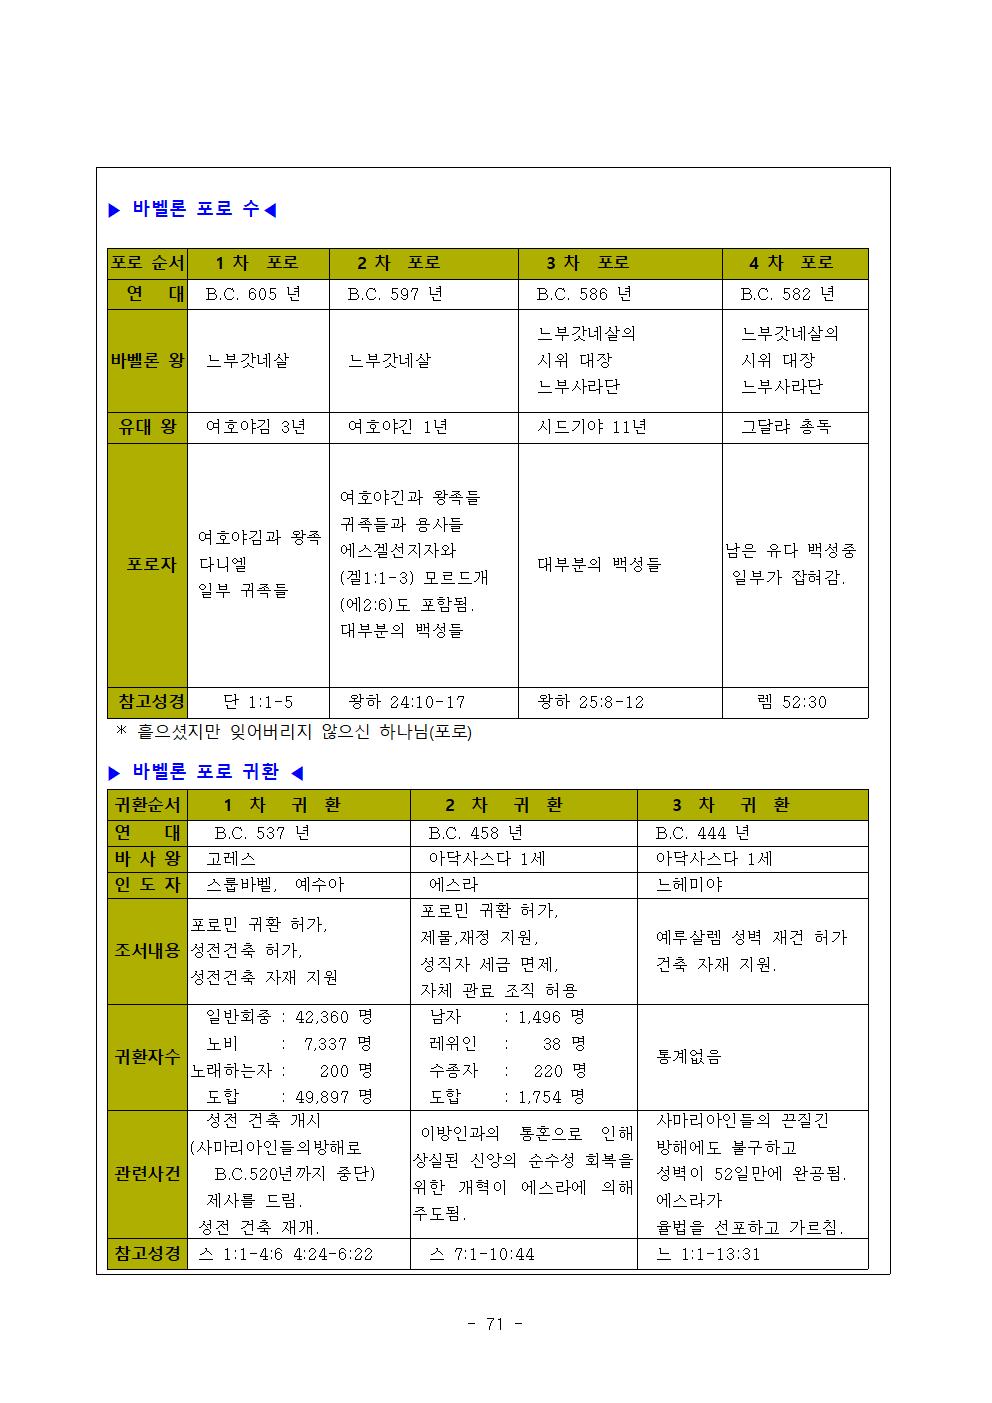 ▶ 바벨론 포로 수◀
포로 순서 1 차 포로 2 차 포로 3 차 포로 4 차 포로
연 대 B.C. 605 년 B.C. 597 년 B.C. 586 년 B.C. 582 년
바벨론 왕 느부갓네살 느부갓네살 느부갓네살의 시위 대장 느부사라단 느부갓네살의 시위 대장 느부사라단
유대 왕 여호야김 3년 여호야긴 1년 시드기야 11년 그달랴 총독
포로자
여호야김과 왕족
다니엘
일부 귀족들
여호야긴과 왕족들
귀족들과 용사들
에스겔선지자와
(겔1:1-3) 모르드개
(에2:6)도 포함됨.
대부분의 백성들
대부분의 백성들
남은 유다 백성중
일부가 잡혀감.
참고성경 단 1:1-5 왕하 24:10-17 왕하 25:8-12 렘 52:30
* 흩으셨지만 잊어버리지 않으신 하나님(포로)
▶ 바벨론 포로 귀환 ◀
귀환순서 1 차 귀 환 2 차 귀 환 3 차 귀 환
연 대 B.C. 537 년 B.C. 458 년 B.C. 444 년
바 사 왕 고레스 아닥사스다 1세 아닥사스다 1세
인 도 자 스룹바벨, 예수아 에스라 느헤미야
조서내용
포로민 귀환 허가,
성전건축 허가,
성전건축 자재 지원
포로민 귀환 허가,
제물,재정 지원,
성직자 세금 면제,
자체 관료 조직 허용
예루살렘 성벽 재건 허가
건축 자재 지원.
귀환자수
일반회중 : 42,360 명
노비 : 7,337 명
노래하는자 : 200 명
도합 : 49,897 명
남자 : 1,496 명
레위인 : 38 명
수종자 : 220 명
도합 : 1,754 명
통계없음
관련사건
성전 건축 개시
(사마리아인들의방해로
B.C.520년까지 중단)
제사를 드림.
성전 건축 재개.
이방인과의 통혼으로 인해
상실된 신앙의 순수성 회복을
위한 개혁이 에스라에 의해
주도됨.
사마리아인들의 끈질긴
방해에도 불구하고
성벽이 52일만에 완공됨.
에스라가
율법을 선포하고 가르침.
참고성경 스 1:1-4:6 4:24-6:22 스 7:1-10:44 느 1:1-13:31
- 71 -